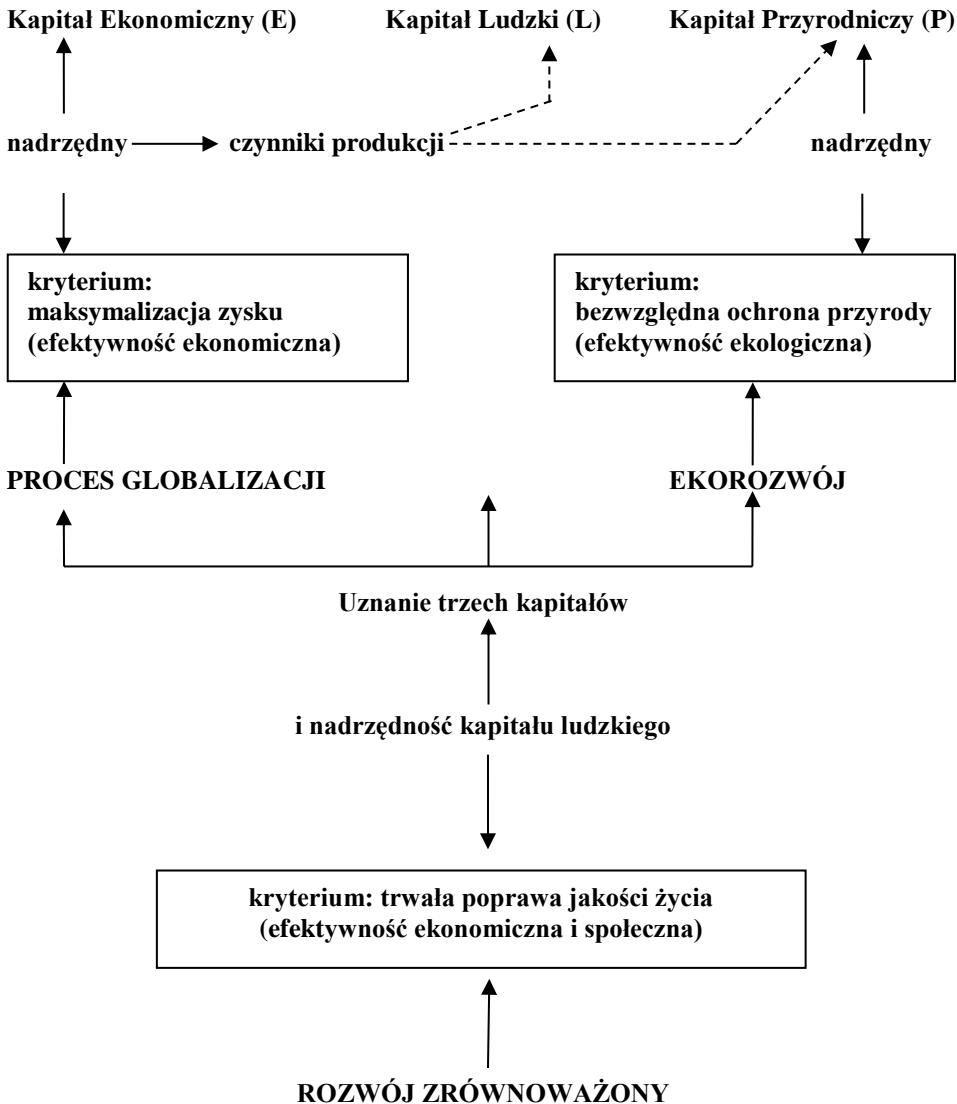 Kapitał Ekonomiczny (E) Kapitał Ludzki (L) Kapitał Przyrodniczy (P)
nadrzędny czynniki produkcji nadrzędny
kryterium:
maksymalizacja zysku
(efektywność ekonomiczna)
kryterium:
bezwzględna ochrona przyrody
(efektywność ekologiczna)
PROCES GLOBALIZACJI EKOROZWÓJ
Uznanie trzech kapitałów
i nadrzędność kapitału ludzkiego
kryterium: trwała poprawa jakości życia
(efektywność ekonomiczna i społeczna)
ROZWÓJ ZRÓWNOWAŻONY